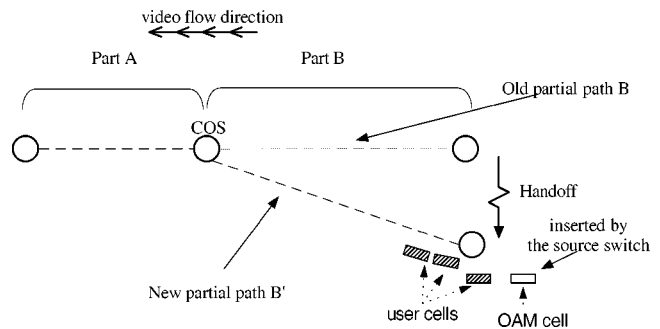 video flow direction
Part A
Part B
Old partial path B
COS
Handoff
inserted by
the source switch
New partial path B'
user cells
OAM cell